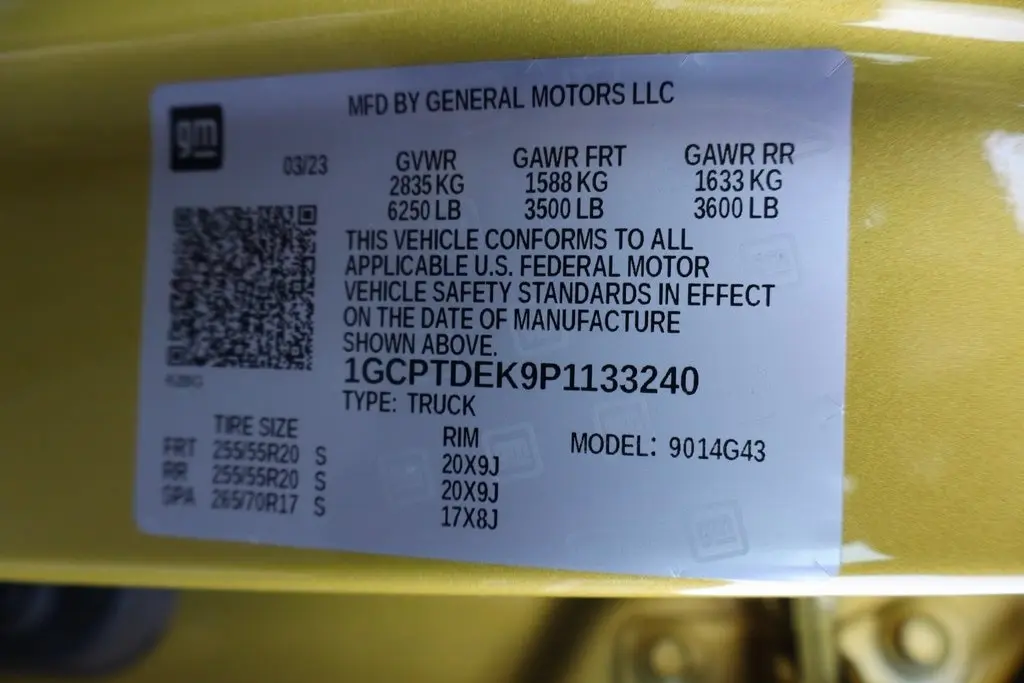 MFD BY GENERAL MOTORS LLC
gm
03/23
GVWR GAWR FRT GAWR RR
2835 KG 1588 KG 1633 KG
6250 LB 3500 LB 3600 LB
THIS VEHICLE CONFORMS TO ALL
APPLICABLE U.S. FEDERAL MOTOR
VEHICLE SAFETY STANDARDS IN EFFECT
ON THE DATE OF MANUFACTURE
SHOWN ABOVE.
1GCPTDEK9P1133240
TYPE: TRUCK
TIRE SIZE RIM MODEL: 9014G43
FRT 255/55R20 S 20X9J
RR 255/55R20 S 20X9J
SPA 265/70R17 S 17X8J